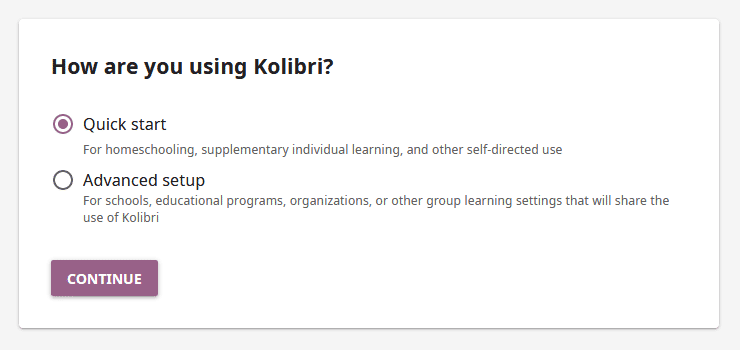 How are you using Kolibri?
Quick start
For homeschooling, supplementary individual learning, and other self-directed use
Advanced setup
For schools, educational programs, organizations, or other group learning settings that will share the
use of Kolibri
CONTINUE